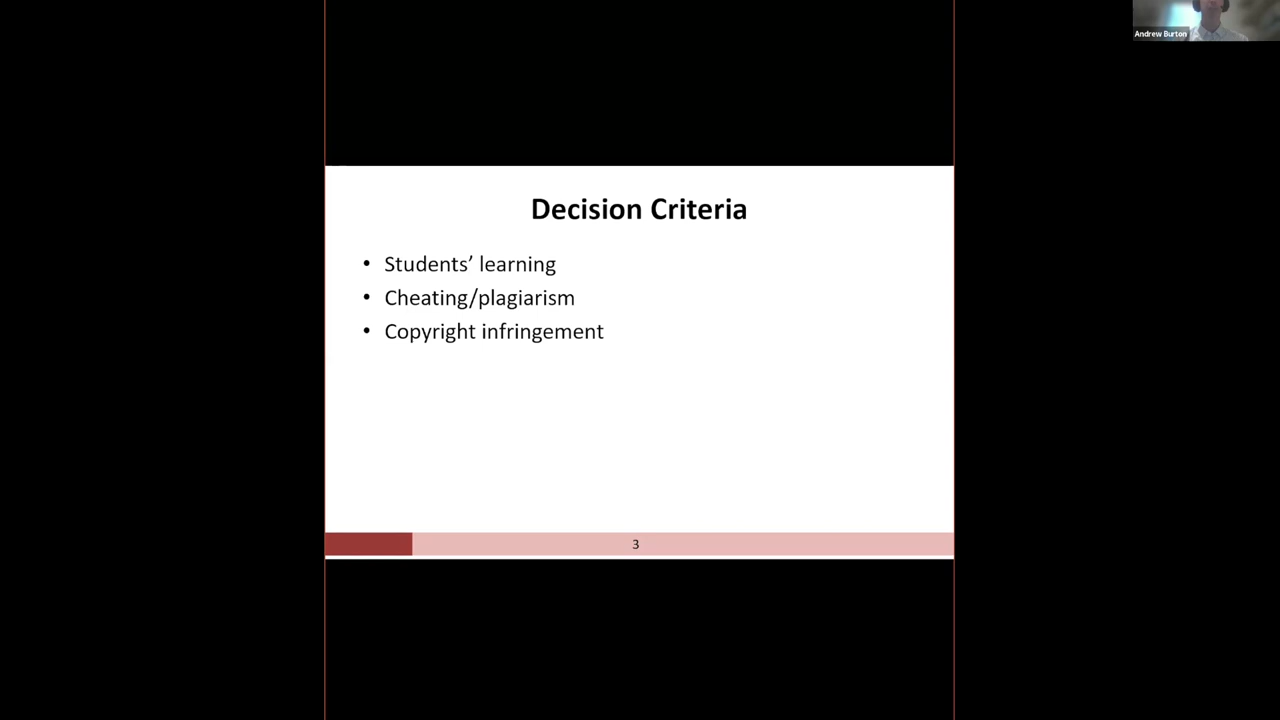 Andrew Burton
Decision Criteria
• Students’ learning
• Cheating/plagiarism
• Copyright infringement
3